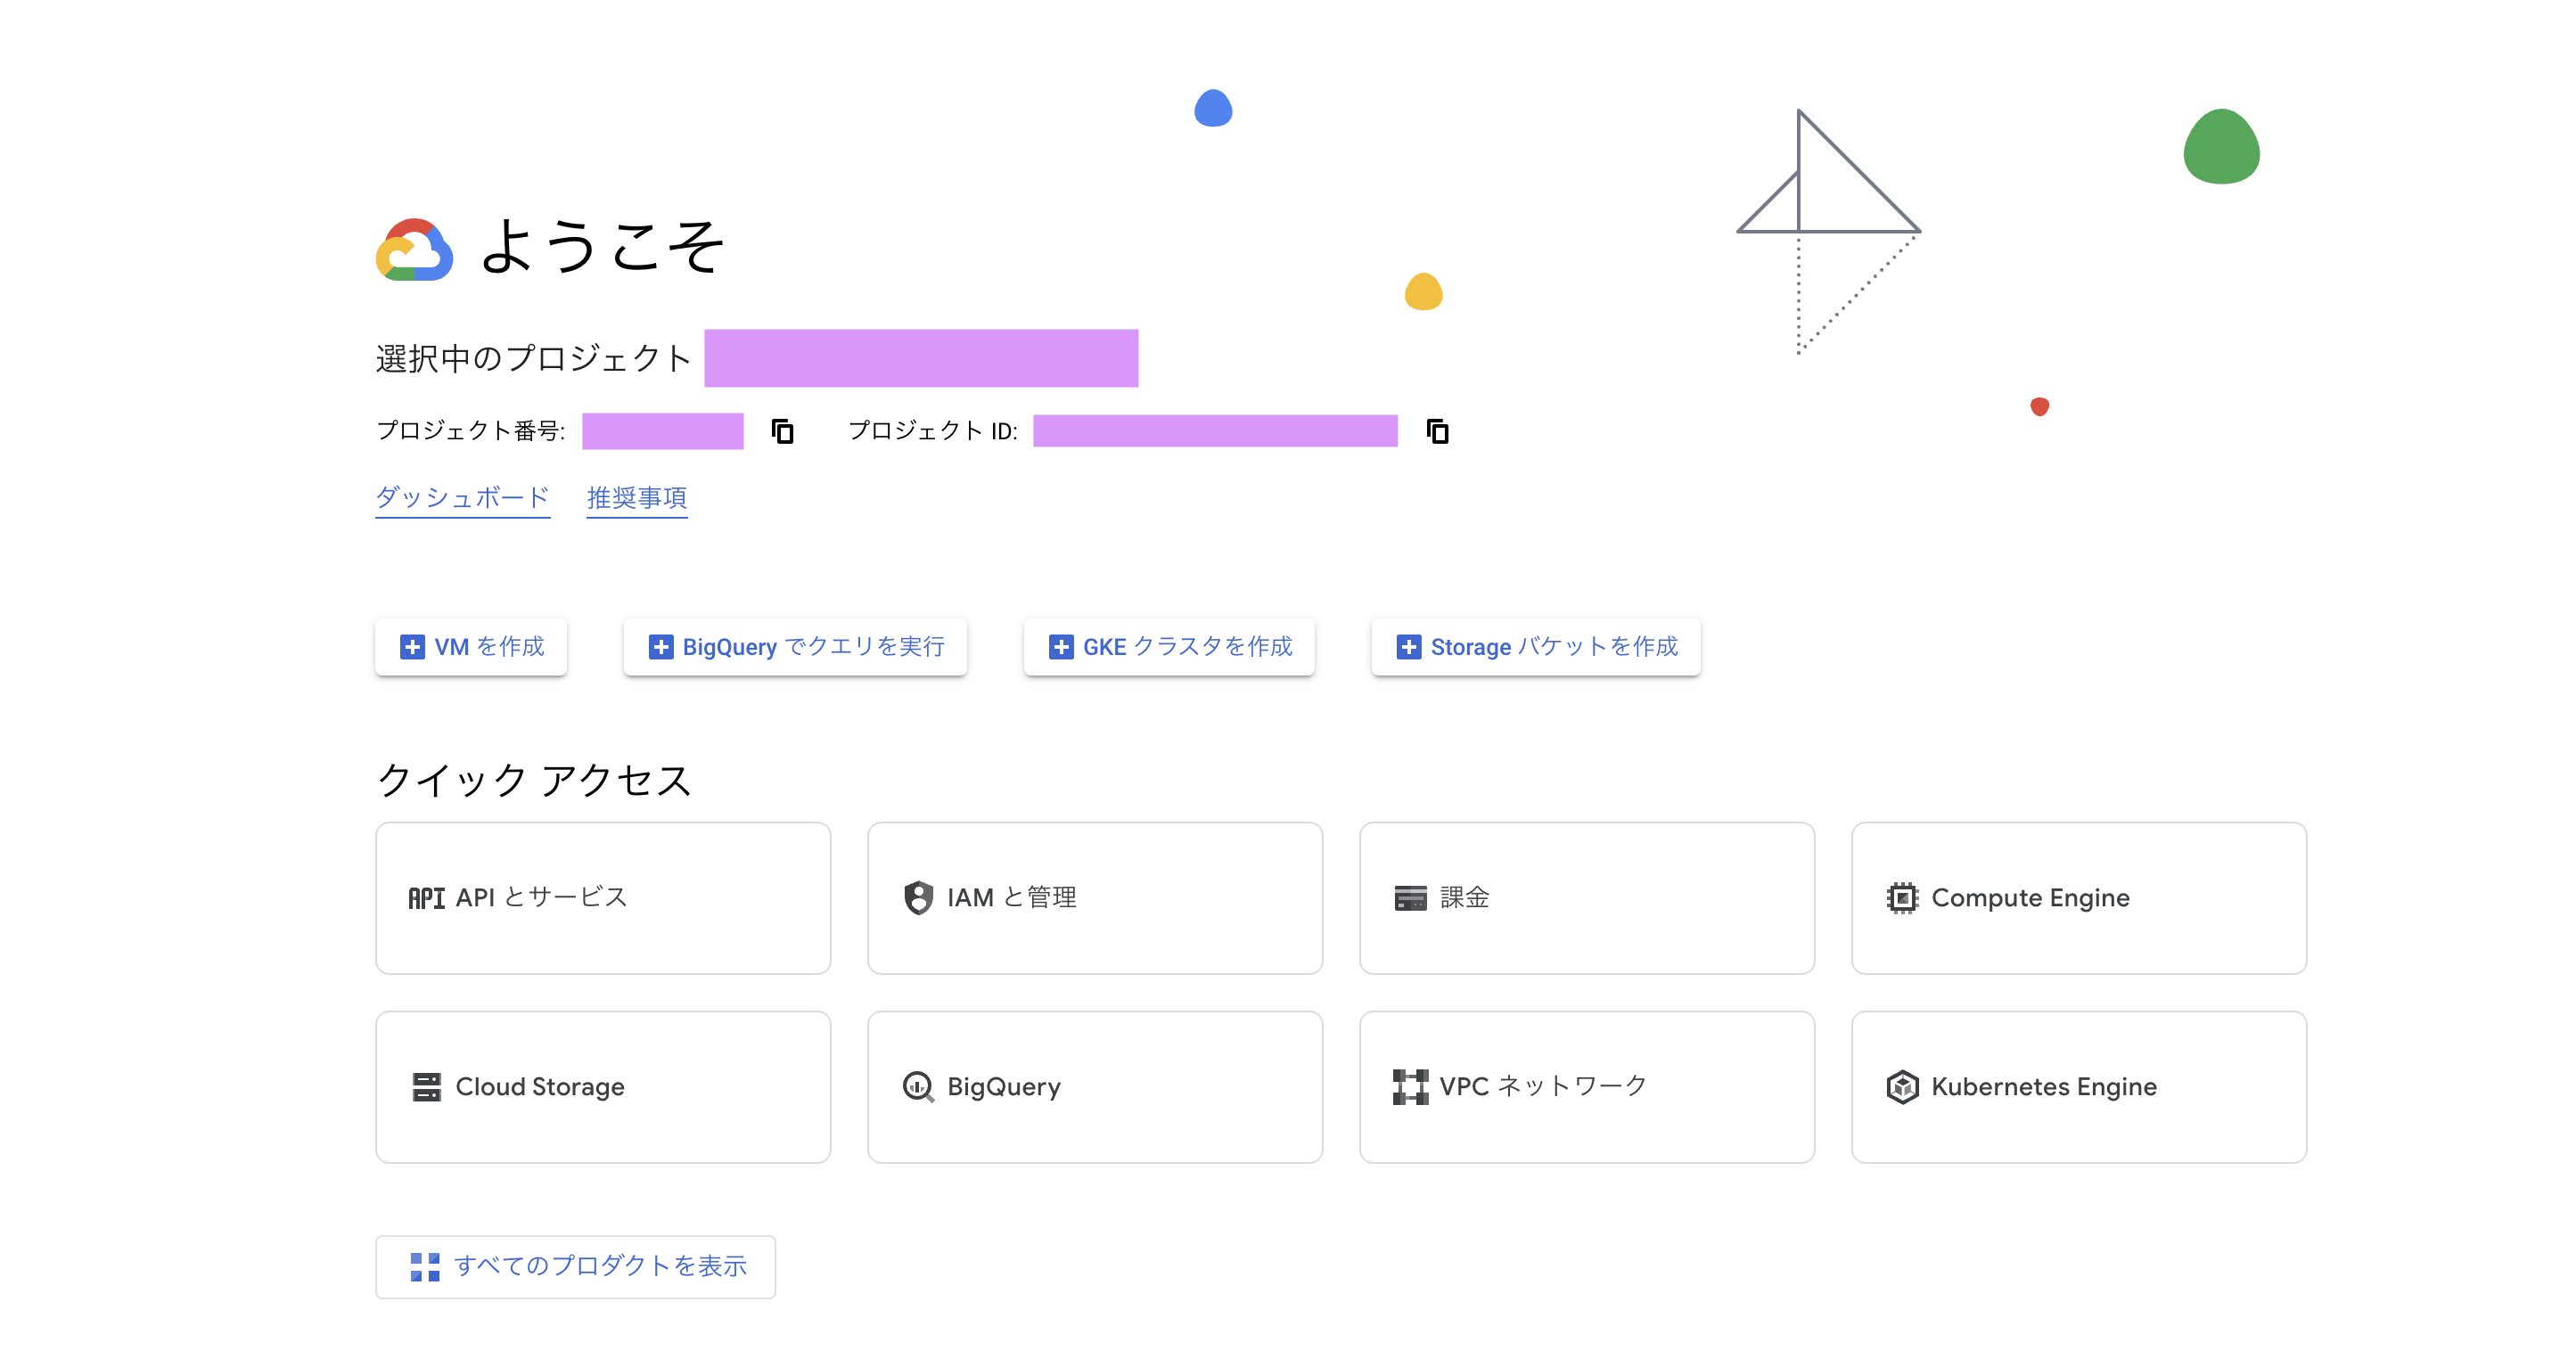 ようこそ
選択中のプロジェクト
プロジェクト番号: プロジェクト ID:
ダッシュボード 推奨事項
VM を作成 BigQuery でクエリを実行 GKE クラスタを作成 Storage バケットを作成
クイック アクセス
API API とサービス IAM と管理 課金 Compute Engine
Cloud Storage BigQuery VPC ネットワーク Kubernetes Engine
すべてのプロダクトを表示